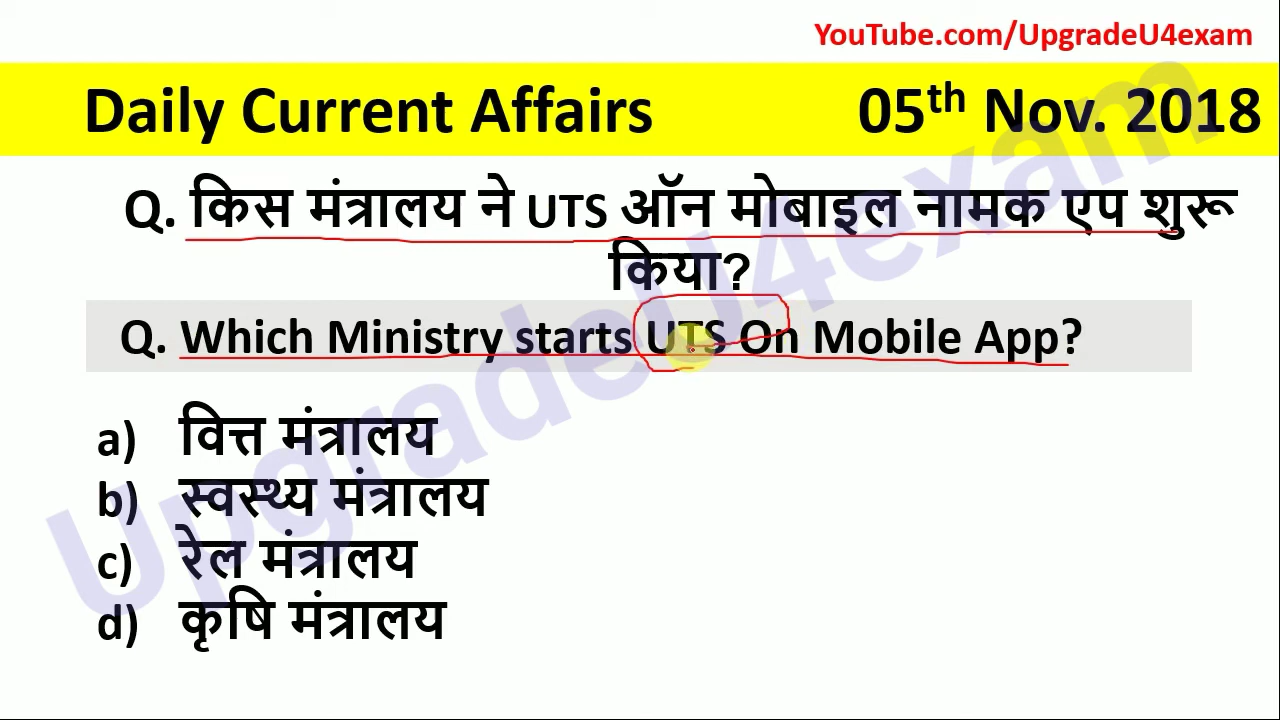 YouTube.com/UpgradeU4exam
Daily Current Affairs 05th Nov. 2018
Q. किस मंत्रालय ने UTS ऑन मोबाइल नामक एप शुरू
किया?
Q. Which Ministry starts UTS On Mobile App?
a) वित्त मंत्रालय
b) स्वस्थ्य मंत्रालय
c) रेल मंत्रालय
d) कृषि मंत्रालय
UpgradeU4exam